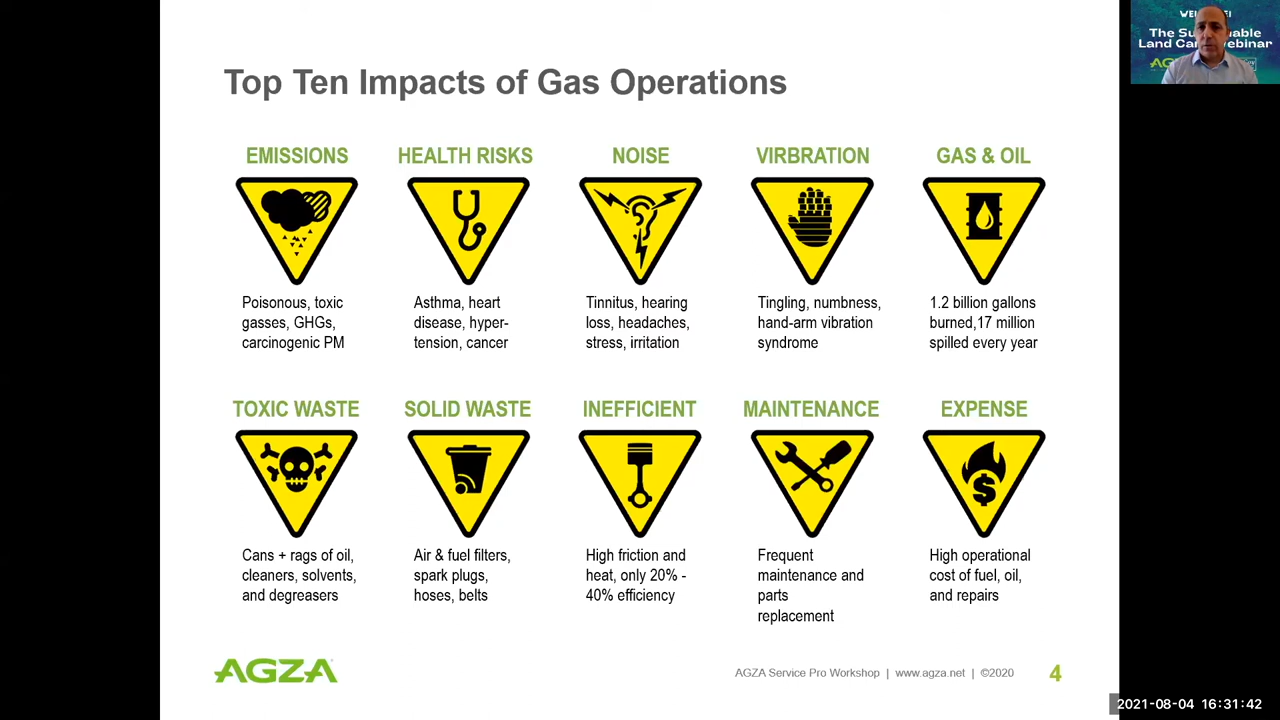 Top Ten Impacts of Gas Operations
EMISSIONS
Poisonous, toxic
gasses, GHGs,
carcinogenic PM
HEALTH RISKS
Asthma, heart
disease, hyper-
tension, cancer
NOISE
Tinnitus, hearing
loss, headaches,
stress, irritation
VIRBRATION
Tingling, numbness,
hand-arm vibration
syndrome
GAS & OIL
1.2 billion gallons
burned,17 million
spilled every year
TOXIC WASTE
Cans + rags of oil,
cleaners, solvents,
and degreasers
SOLID WASTE
Air & fuel filters,
spark plugs,
hoses, belts
INEFFICIENT
High friction and
heat, only 20% -
40% efficiency
MAINTENANCE
Frequent
maintenance and
parts
replacement
EXPENSE
$
High operational
cost of fuel, oil,
and repairs
AGZA
AGZA Service Pro Workshop | www.agza.net | ©2020
4
The
Land
2021-08-04 16:31:42